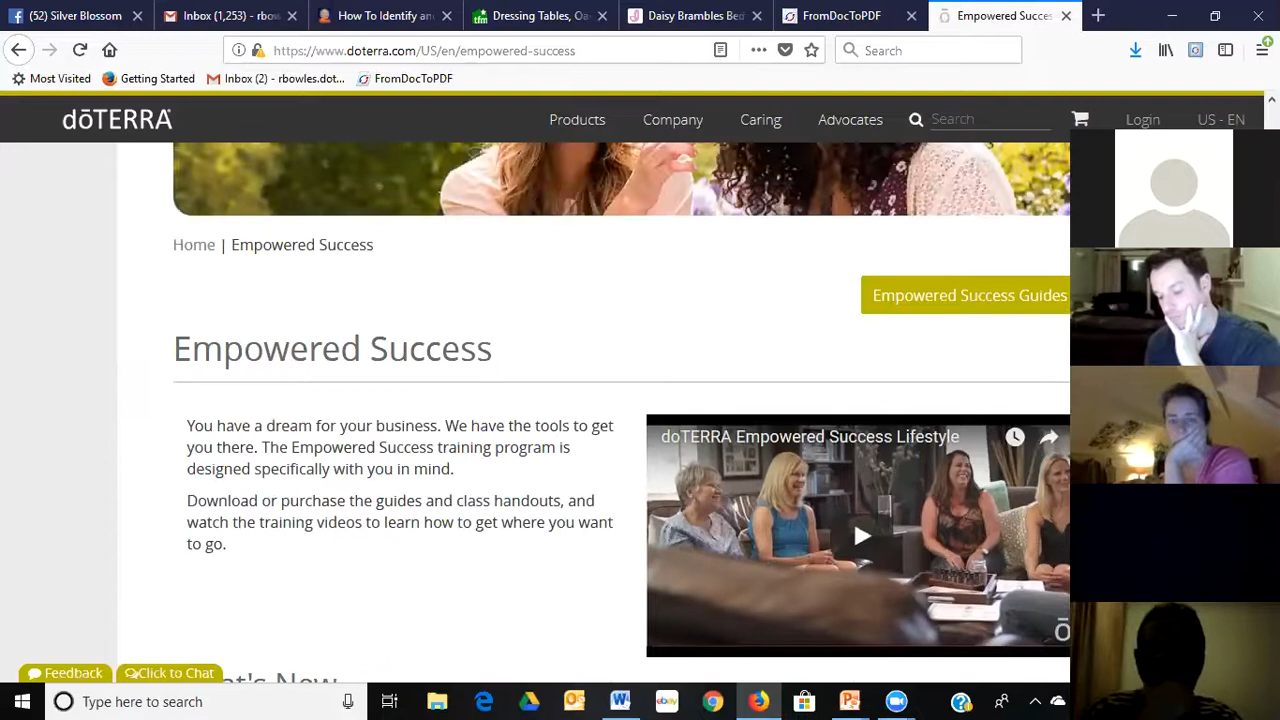 (52) Silver Blossom
Inbox (1,253) - rbow
How To Identify an
Dressing Tables, Oa
Daisy Brambles Be
FromDocToPDF
Empowered Succes
https://www.doterra.com/US/en/empowered-success
Search
Most Visited
Getting Started
Inbox (2) - rbowles.dot...
FromDocToPDF
dōTERRA
Products
Company
Caring
Advocates
Search
Login
US - EN
Home | Empowered Success
Empowered Success Guides
Empowered Success
You have a dream for your business. We have the tools to get
you there. The Empowered Success training program is
designed specifically with you in mind.
Download or purchase the guides and class handouts, and
watch the training videos to learn how to get where you want
to go.
doTERRA Empowered Success Lifestyle
Feedback
Click to Chat
Type here to search